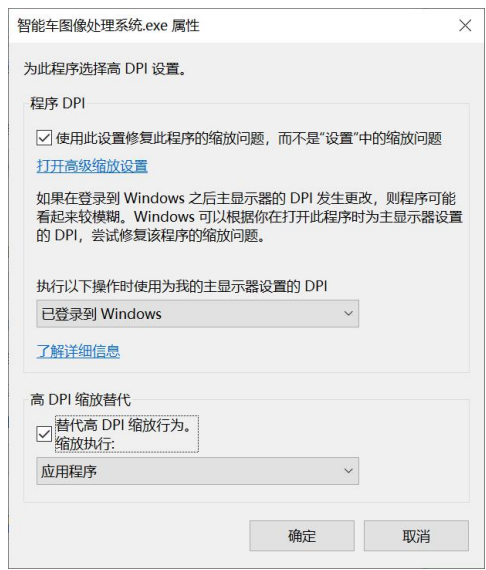 智能车图像处理系统.exe 属性
为此程序选择高 DPI 设置。
程序 DPI
使用此设置修复此程序的缩放问题，而不是“设置”中的缩放问题
打开高级缩放设置
如果在登录到 Windows 之后主显示器的 DPI 发生更改，则程序可能
看起来较模糊。Windows 可以根据你在打开此程序时为主显示器设置
的 DPI，尝试修复该程序的缩放问题。
执行以下操作时使用为我的主显示器设置的 DPI
已登录到 Windows
了解详细信息
高 DPI 缩放替代
替代高 DPI 缩放行为。
缩放执行:
应用程序
确定
取消